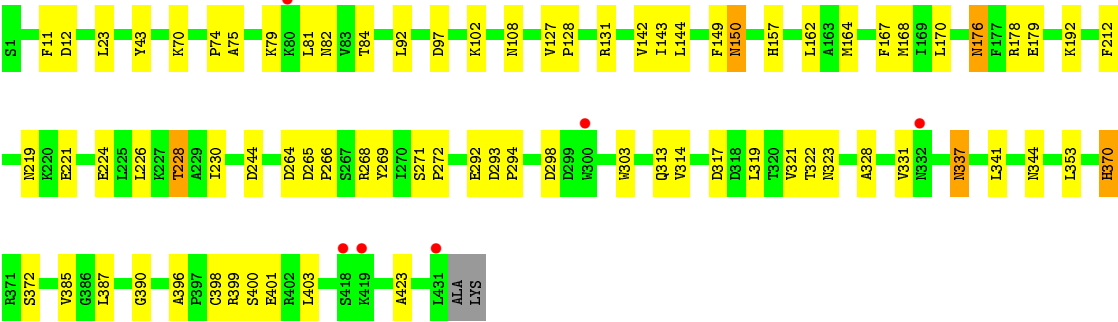 S1 F11 D12 L23 Y43 K70 P74 A75 K79 K80 L81 N82 V83 T84 L92 D97 K102 N108 V127 P128 R131 V142 I143 L144 F149 N150 H157 L162 A163 M164 F167 M168 I169 L170 N176 F177 R178 E179 K192 F212
N219 K220 E221 E224 L225 L226 K227 T228 A229 I230 D244 D264 D265 P266 S267 R268 Y269 I270 S271 P272 E292 D293 P294 D298 D299 W300 W303 Q313 V314 D317 D318 L319 T320 V321 T322 N323 A328 V331 N332 N337 L341 N344 L353 H370
R371 S372 V385 G386 L387 G390 A396 P397 C398 R399 S400 E401 R402 L403 S418 K419 A423 L431 ALA LYS